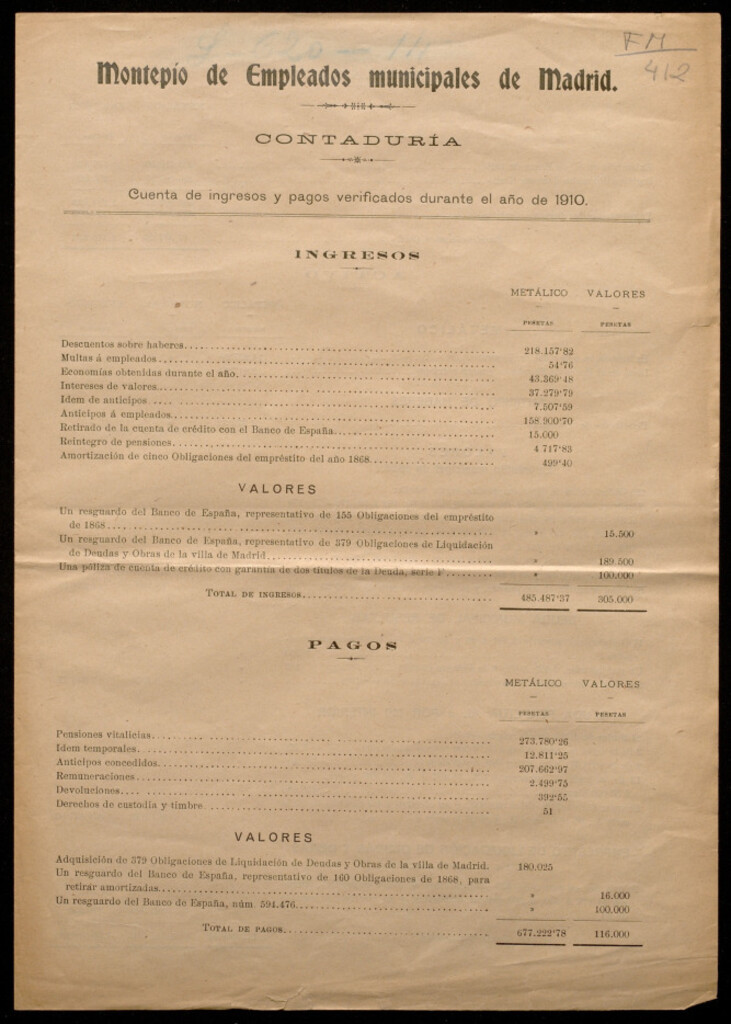 FM
412
Montepío de Empleados municipales de Madrid.
CONTADURÍA
Cuenta de ingresos y pagos verificados durante el año de 1910.
INGRESOS
METÁLICO VALORES
PESETAS PESETAS
Descuentos sobre haberes 218.157'82
Multas á empleados 54'76
Economías obtenidas durante el año. 43.369'48
Intereses de valores 37.279'79
Idem de anticipos 7.507'59
Anticipos á empleados 158.900'70
Retirado de la cuenta de crédito con el Banco de España 15.000
Reintegro de pensiones 4 717'83
Amortización de cinco Obligaciones del empréstito del año 1868 499'40
VALORES
Un resguardo del Banco de España, representativo de 155 Obligaciones del empréstito
de 1868 » 15.500
Un resguardo del Banco de España, representativo de 379 Obligaciones de Liquidación
de Deudas y Obras de la villa de Madrid » 189.500
Una póliza de cuenta de crédito con garantía de dos títulos de la Deuda, serie F » 100.000
TOTAL DE INGRESOS 485.487'37 305.000
PAGOS
METÁLICO VALORES
PESETAS PESETAS
Pensiones vitalicias 273.780'26
Idem temporales 12.811'25
Anticipos concedidos 207.662'97
Remuneraciones 2.499'75
Devoluciones 392'55
Derechos de custodia y timbre 51
VALORES
Adquisición de 379 Obligaciones de Liquidación de Deudas y Obras de la villa de Madrid. 180.025
Un resguardo del Banco de España, representativo de 160 Obligaciones de 1868, para
retirar amortizadas » 16.000
Un resguardo del Banco de España, núm. 594.476 » 100.000
TOTAL DE PAGOS 677.222'78 116.000